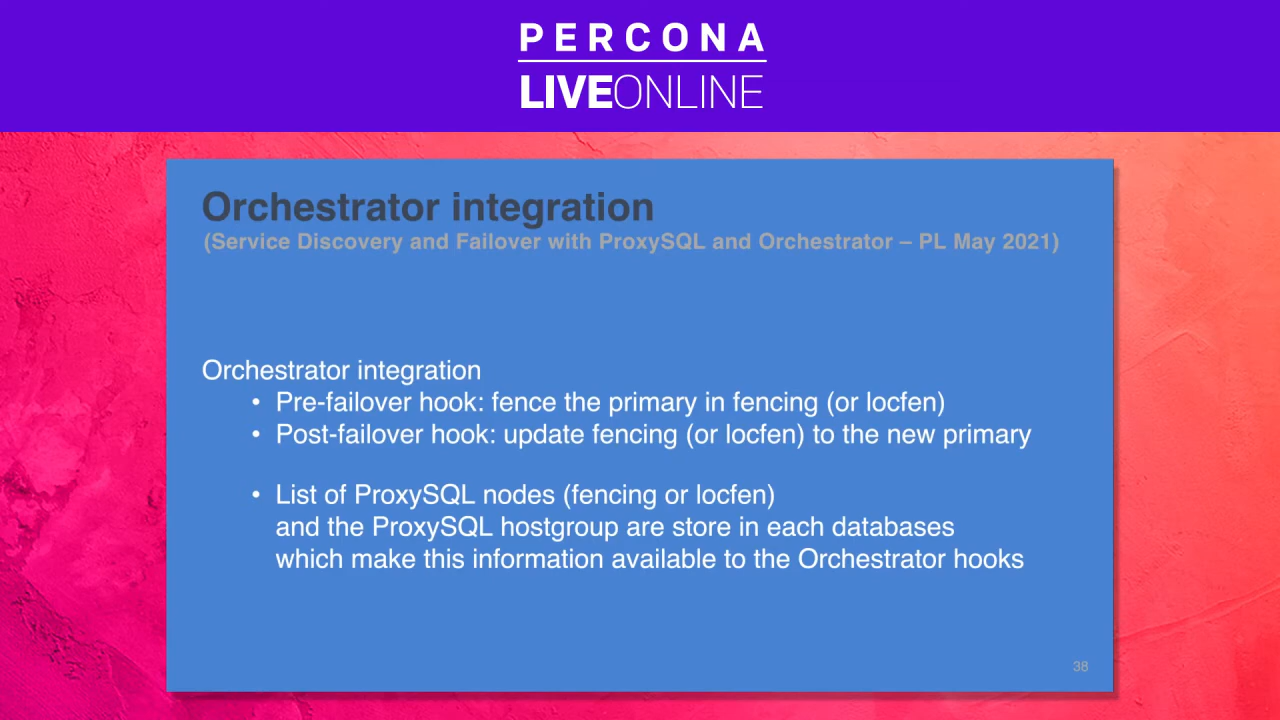 PERCONA
LIVEONLINE
Orchestrator integration
(Service Discovery and Failover with ProxySQL and Orchestrator – PL May 2021)
Orchestrator integration
• Pre-failover hook: fence the primary in fencing (or locfen)
• Post-failover hook: update fencing (or locfen) to the new primary
• List of ProxySQL nodes (fencing or locfen)
and the ProxySQL hostgroup are store in each databases
which make this information available to the Orchestrator hooks
38